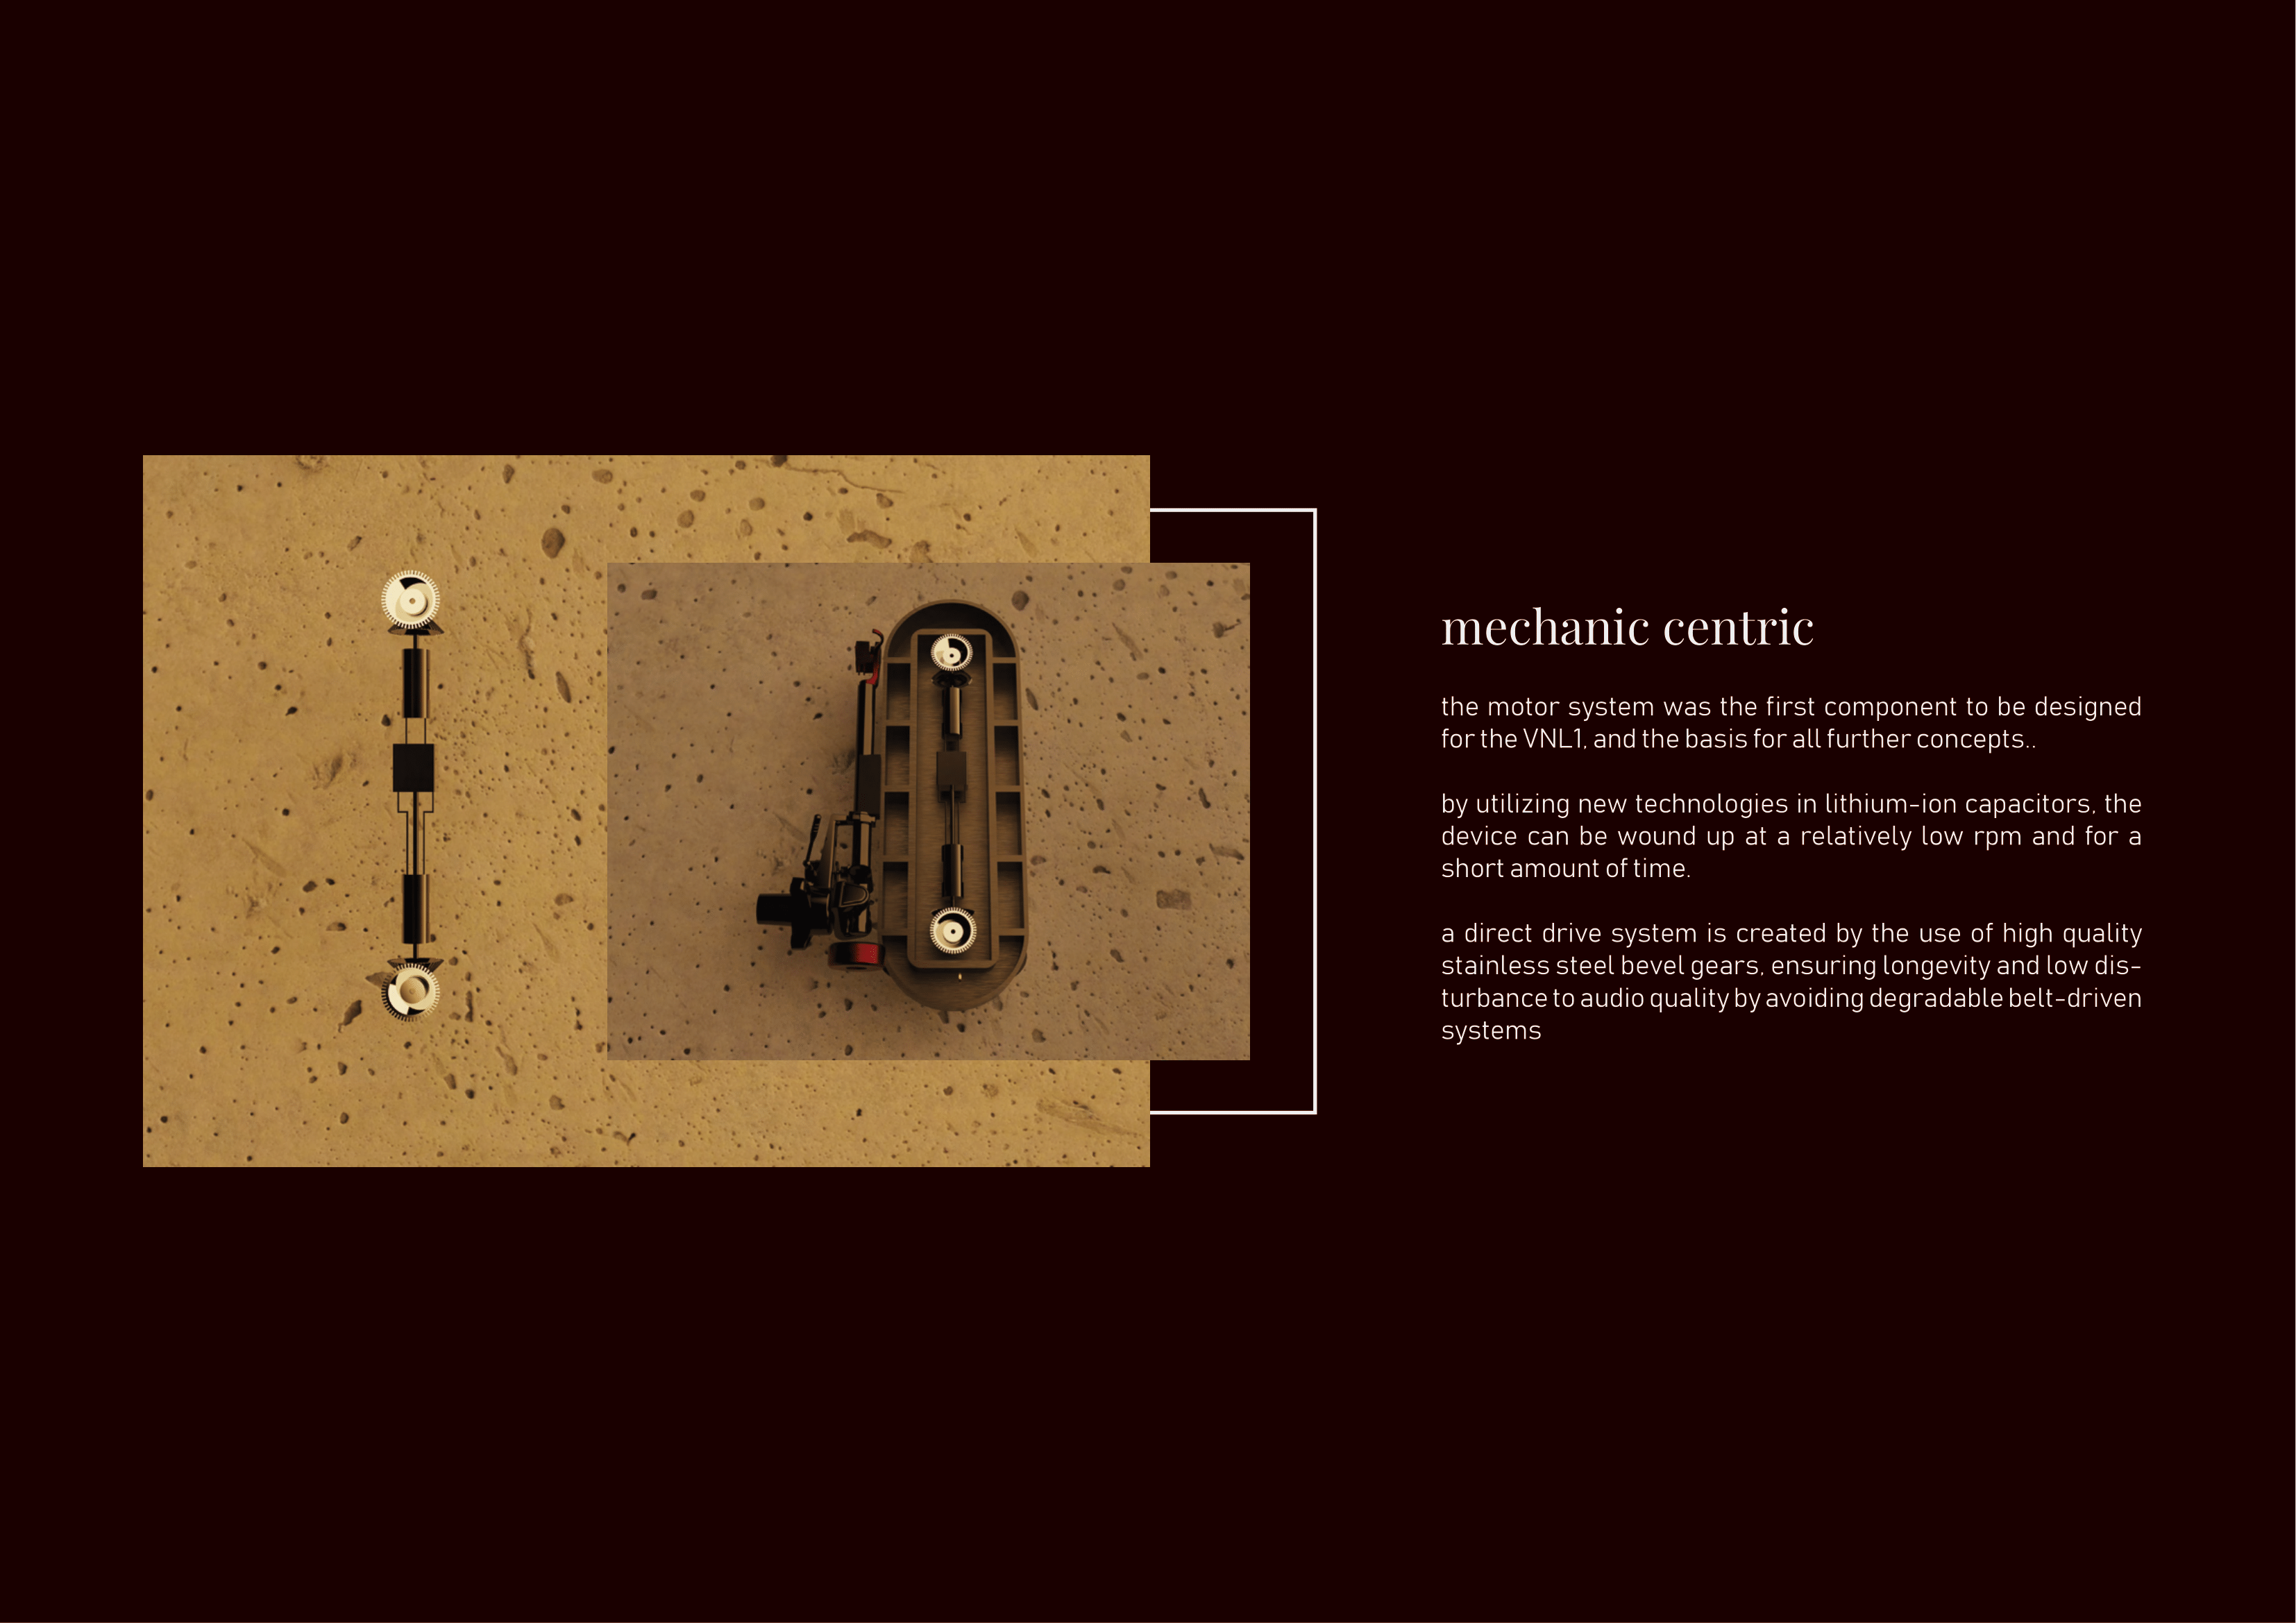 mechanic centric
the motor system was the first component to be designed
for the VNL1, and the basis for all further concepts..
by utilizing new technologies in lithium-ion capacitors, the
device can be wound up at a relatively low rpm and for a
short amount of time.
a direct drive system is created by the use of high quality
stainless steel bevel gears, ensuring longevity and low dis-
turbance to audio quality by avoiding degradable belt-driven
systems